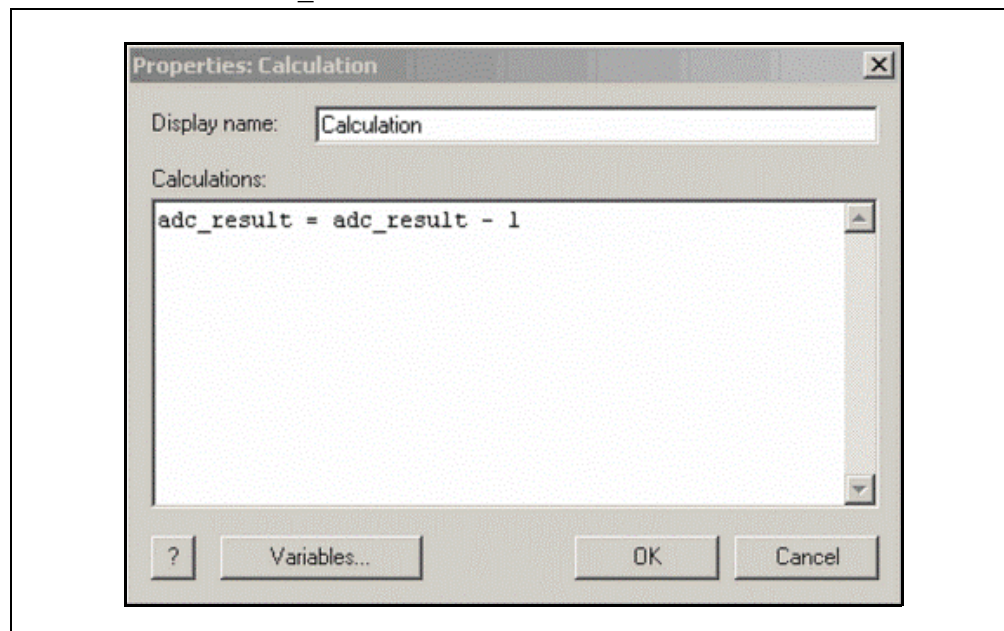 Properties: Calculation
Display name: Calculation
Calculations:
adc_result = adc_result - 1
? Variables... OK Cancel